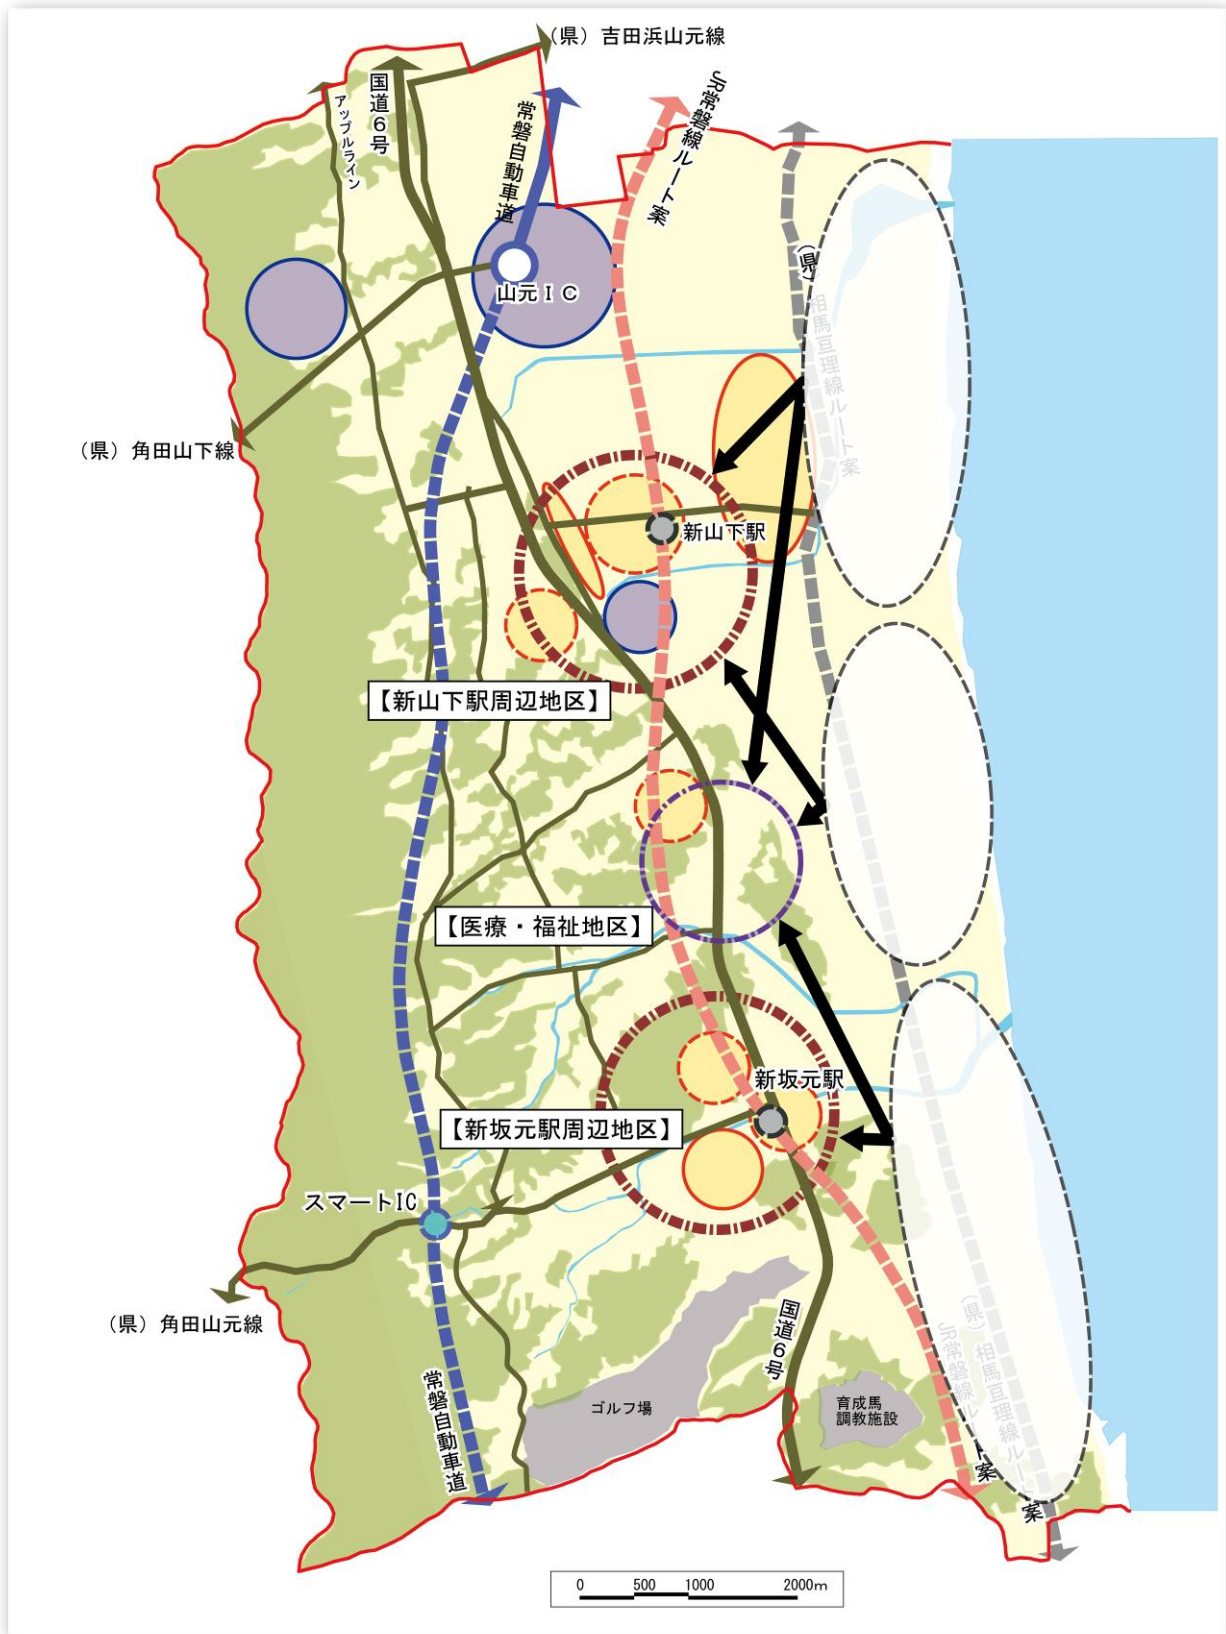 （県）吉田浜山元線
国道６号
アップルライン
常磐自動車道
JR常磐線ルート案
（県）相馬亘理線ルート案
山元ＩＣ
（県）角田山下線
新山下駅
【新山下駅周辺地区】
【医療・福祉地区】
新坂元駅
【新坂元駅周辺地区】
スマートIC
（県）角田山元線
国道６号
常磐自動車道
ゴルフ場
育成馬
調教施設
JR常磐線ルート案
（県）相馬亘理線ルート案
0 500 1000 2000m